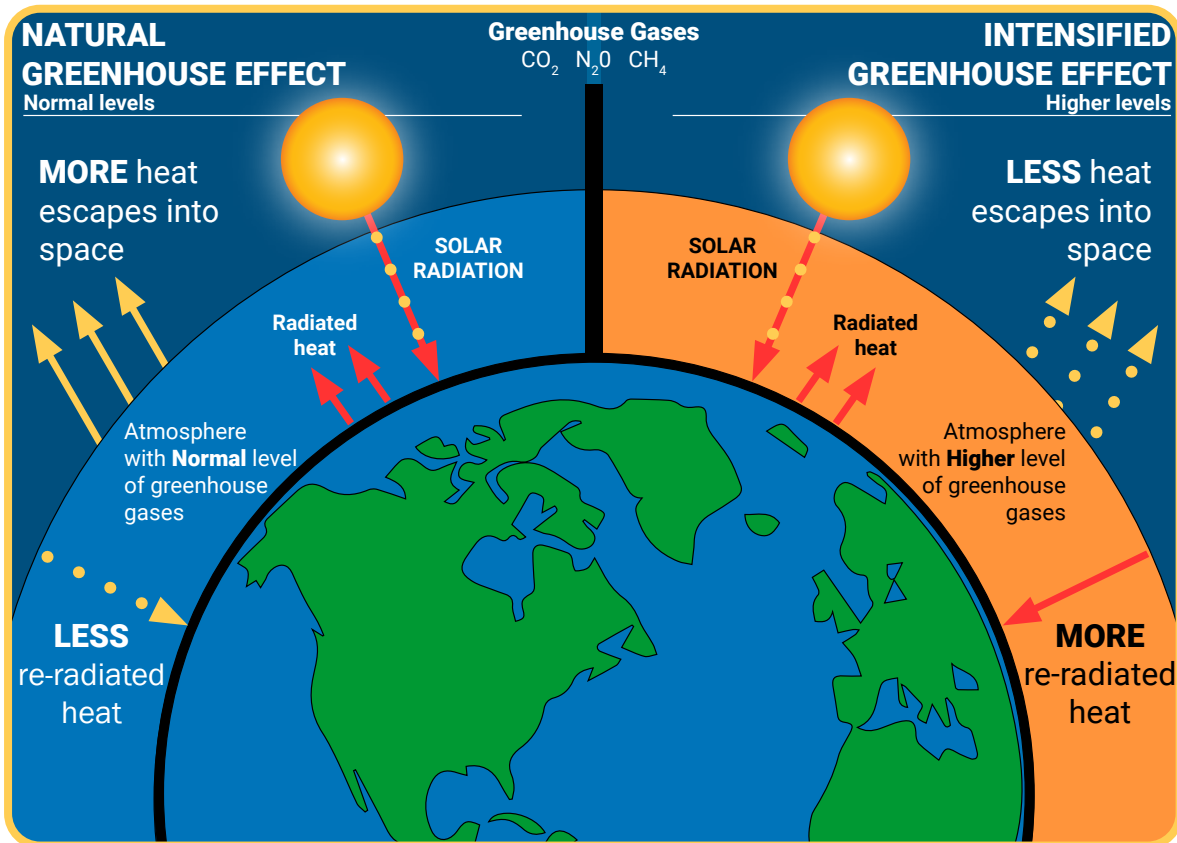 NATURAL
GREENHOUSE EFFECT
Normal levels
Greenhouse Gases
CO₂ N₂0 CH₄
INTENSIFIED
GREENHOUSE EFFECT
Higher levels
MORE heat
escapes into
space
SOLAR
RADIATION
Radiated
heat
Atmosphere
with Normal level
of greenhouse
gases
LESS
re-radiated
heat
SOLAR
RADIATION
LESS heat
escapes into
space
Radiated
heat
Atmosphere
with Higher level
of greenhouse
gases
MORE
re-radiated
heat